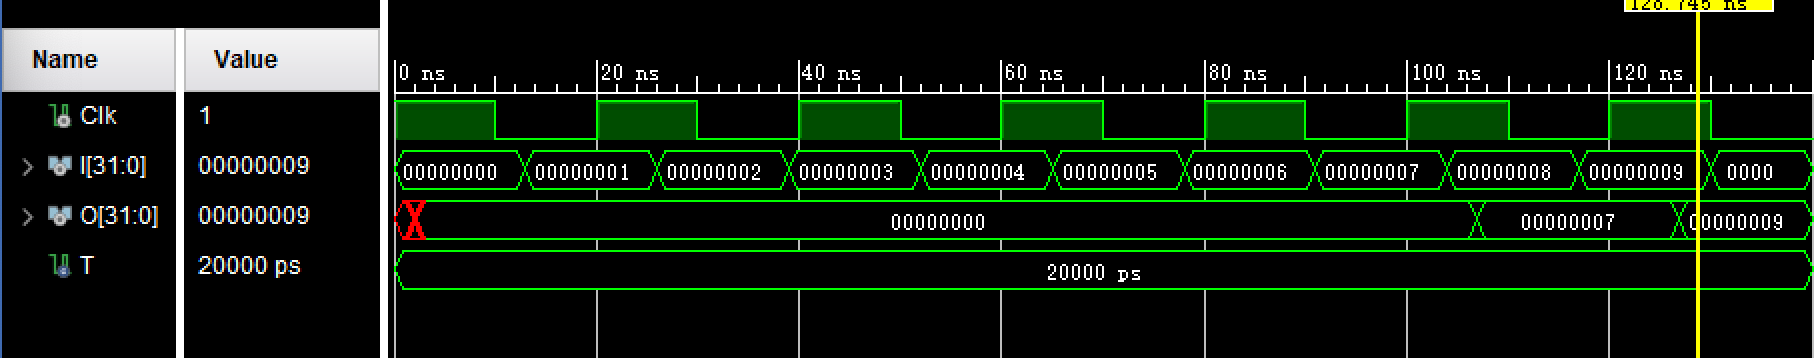 128.745 ns
Name Value
0 ns 20 ns 40 ns 60 ns 80 ns 100 ns 120 ns
Clk 1
I[31:0] 00000009 00000000 00000001 00000002 00000003 00000004 00000005 00000006 00000007 00000008 00000009 0000
O[31:0] 00000009 00000000 00000007 00000009
T 20000 ps 20000 ps